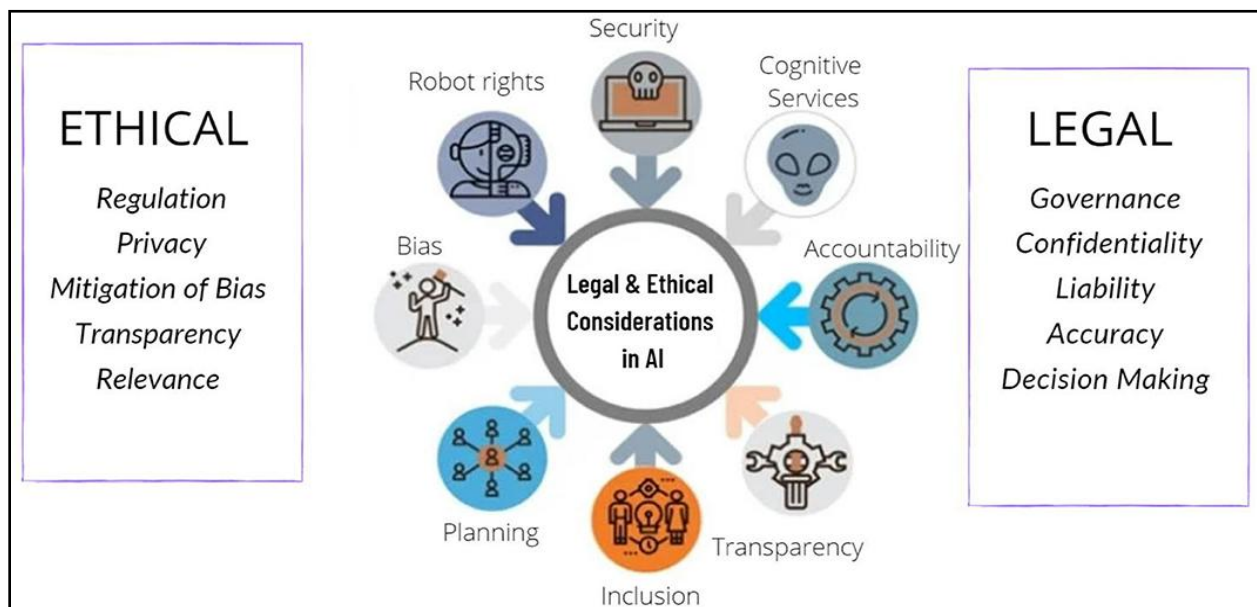 ETHICAL
Regulation
Privacy
Mitigation of Bias
Transparency
Relevance
Security
Robot rights
Cognitive
Services
Bias
Accountability
Legal & Ethical
Considerations
in AI
Planning
Transparency
Inclusion
LEGAL
Governance
Confidentiality
Liability
Accuracy
Decision Making